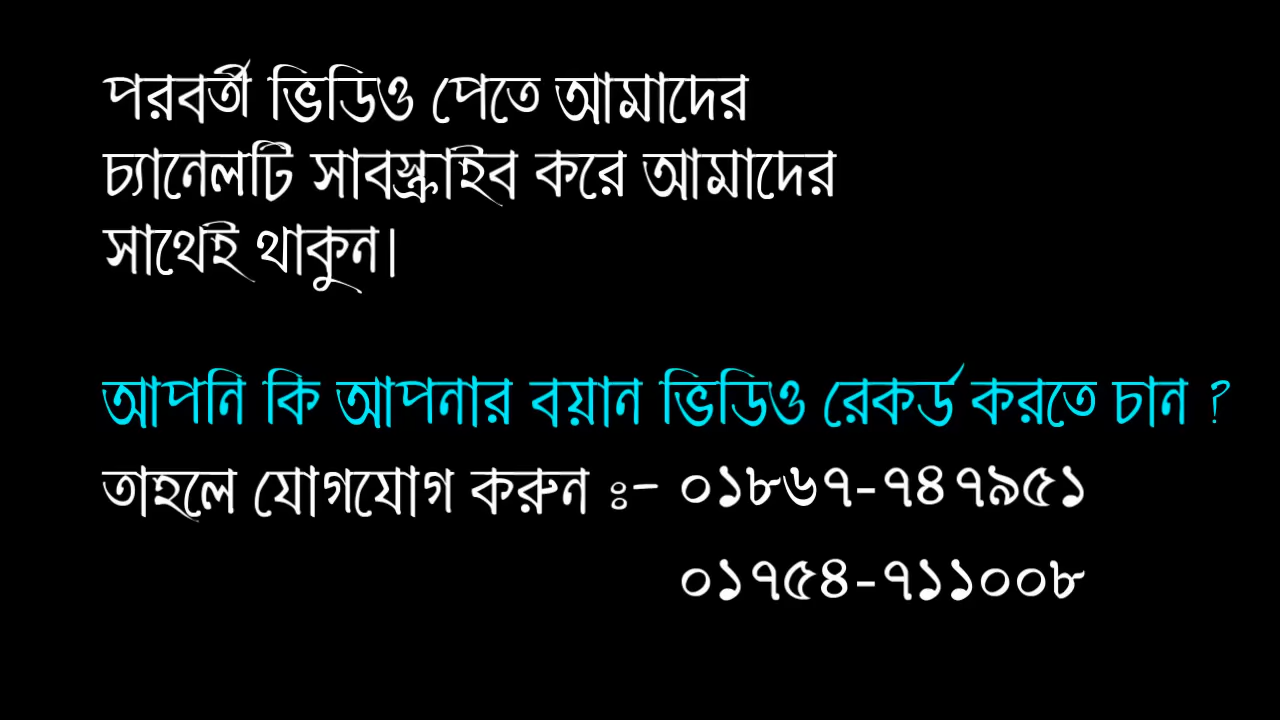 পরবর্তী ভিডিও পেতে আমাদের
চ্যানেলটি সাবস্ক্রাইব করে আমাদের
সাথেই থাকুন।
আপনি কি আপনার বয়ান ভিডিও রেকর্ড করতে চান ?
তাহলে যোগযোগ করুন ঃ- ০১৮৬৭-৭৪৭৯৫১
০১৭৫৪-৭১১০০৮